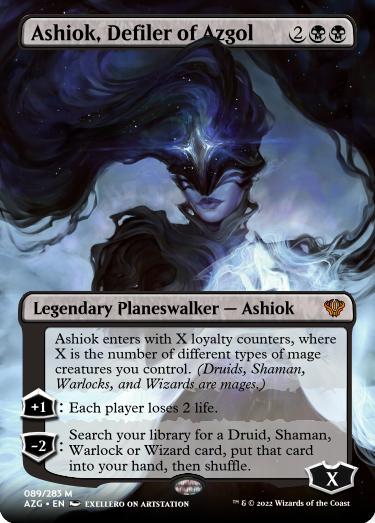 Ashiok, Defiler of Azgol 2
Legendary Planeswalker — Ashiok
Ashiok enters with X loyalty counters, where
X is the number of different types of mage
creatures you control. (Druids, Shaman,
Warlocks, and Wizards are mages.)
+1: Each player loses 2 life.
-2: Search your library for a Druid, Shaman,
Warlock or Wizard card, put that card
into your hand, then shuffle.
X
089/283 M
AZG • EN EXELLERO ON ARTSTATION ™ & © 2022 Wizards of the Coast